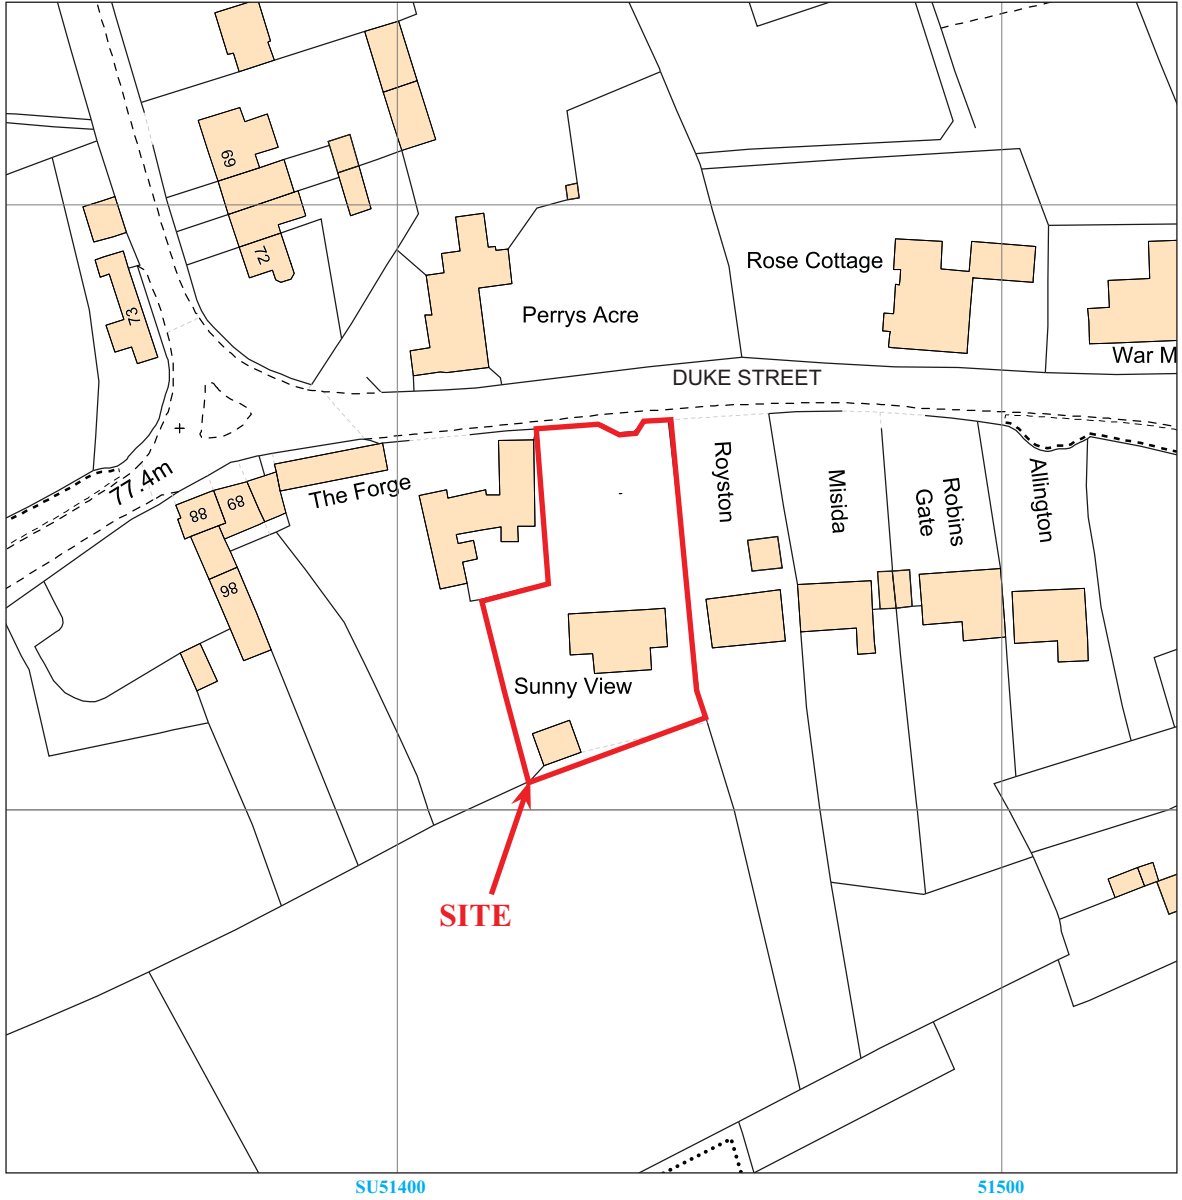 69
72
73
Rose Cottage
Perrys Acre
War M
DUKE STREET
77.4m
The Forge
88
68
98
Royston
Misida
Robins
Gate
Allington
Sunny View
SITE
SU51400
51500